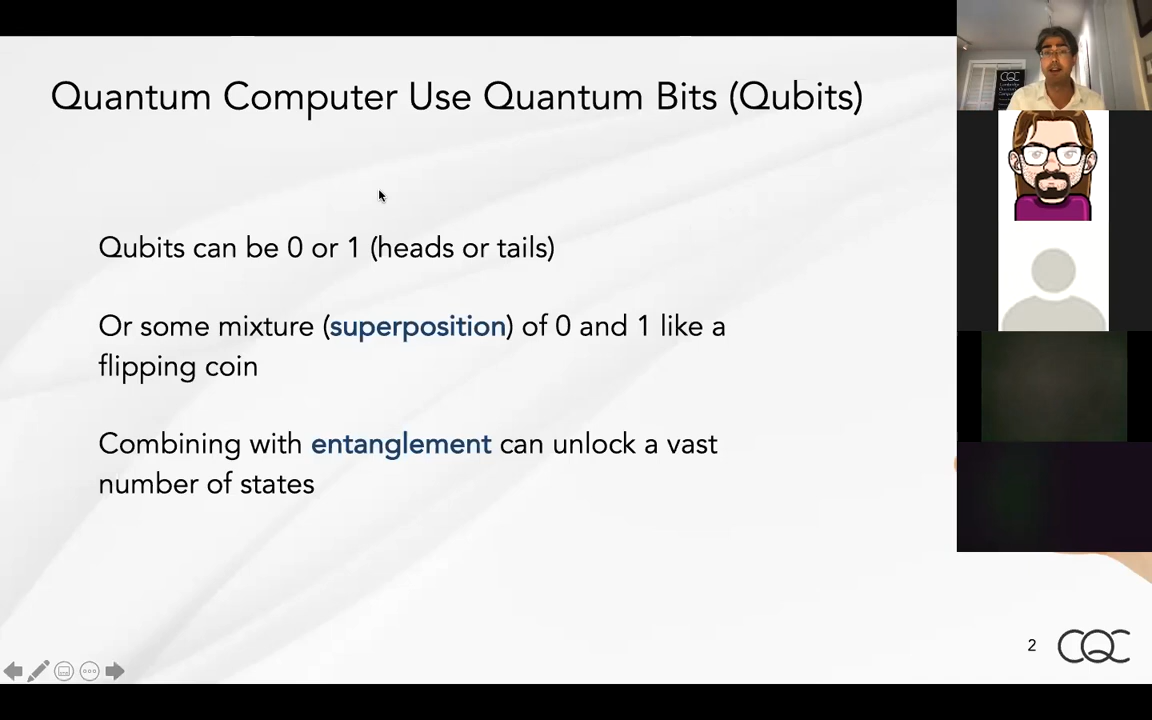 Quantum Computer Use Quantum Bits (Qubits)
Qubits can be 0 or 1 (heads or tails)
Or some mixture (superposition) of 0 and 1 like a
flipping coin
Combining with entanglement can unlock a vast
number of states
2 CQC
CQC